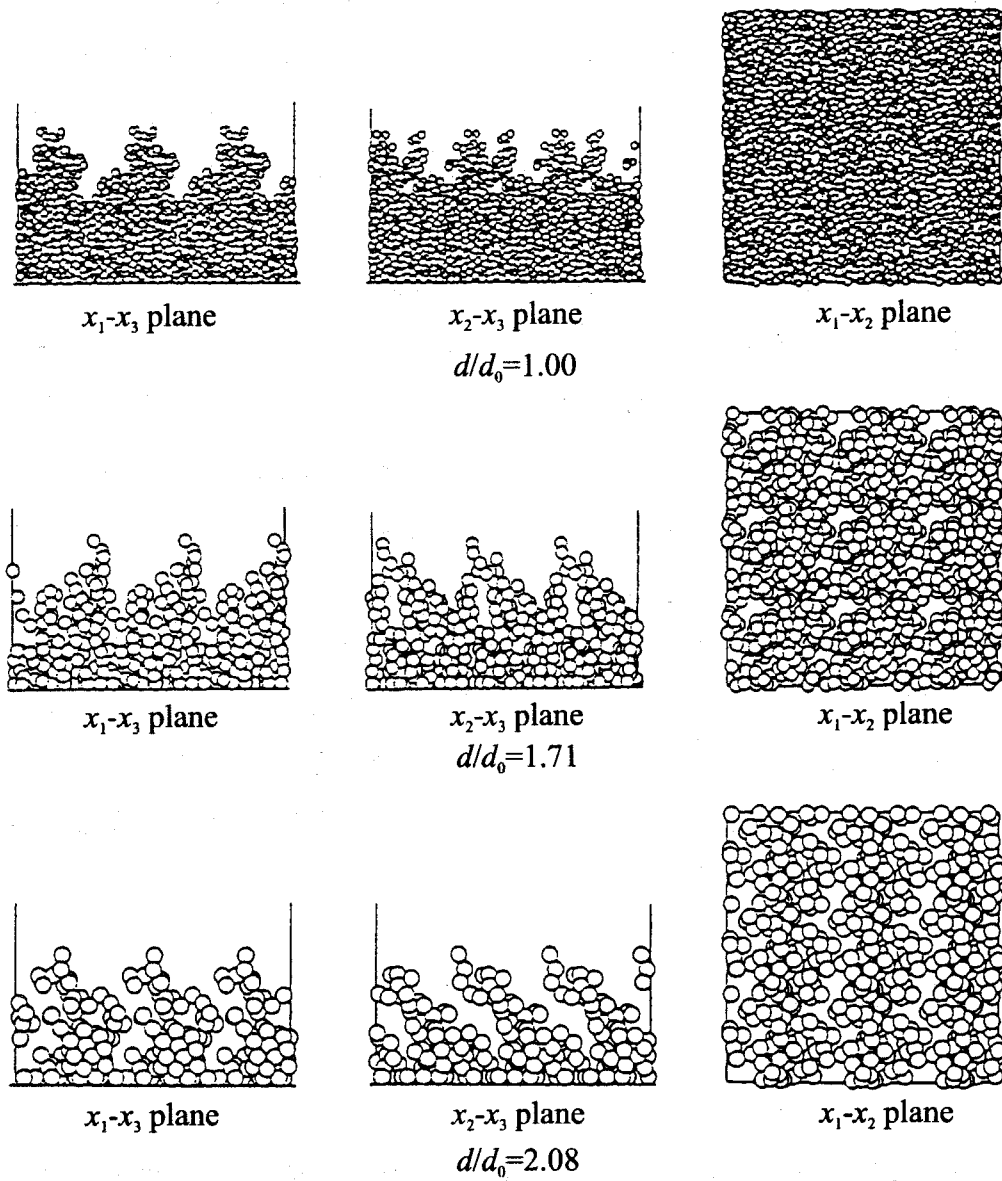 x₁-x₃ plane
x₂-x₃ plane
x₁-x₂ plane
d/d₀=1.00
x₁-x₃ plane
x₂-x₃ plane
x₁-x₂ plane
d/d₀=1.71
x₁-x₃ plane
x₂-x₃ plane
x₁-x₂ plane
d/d₀=2.08